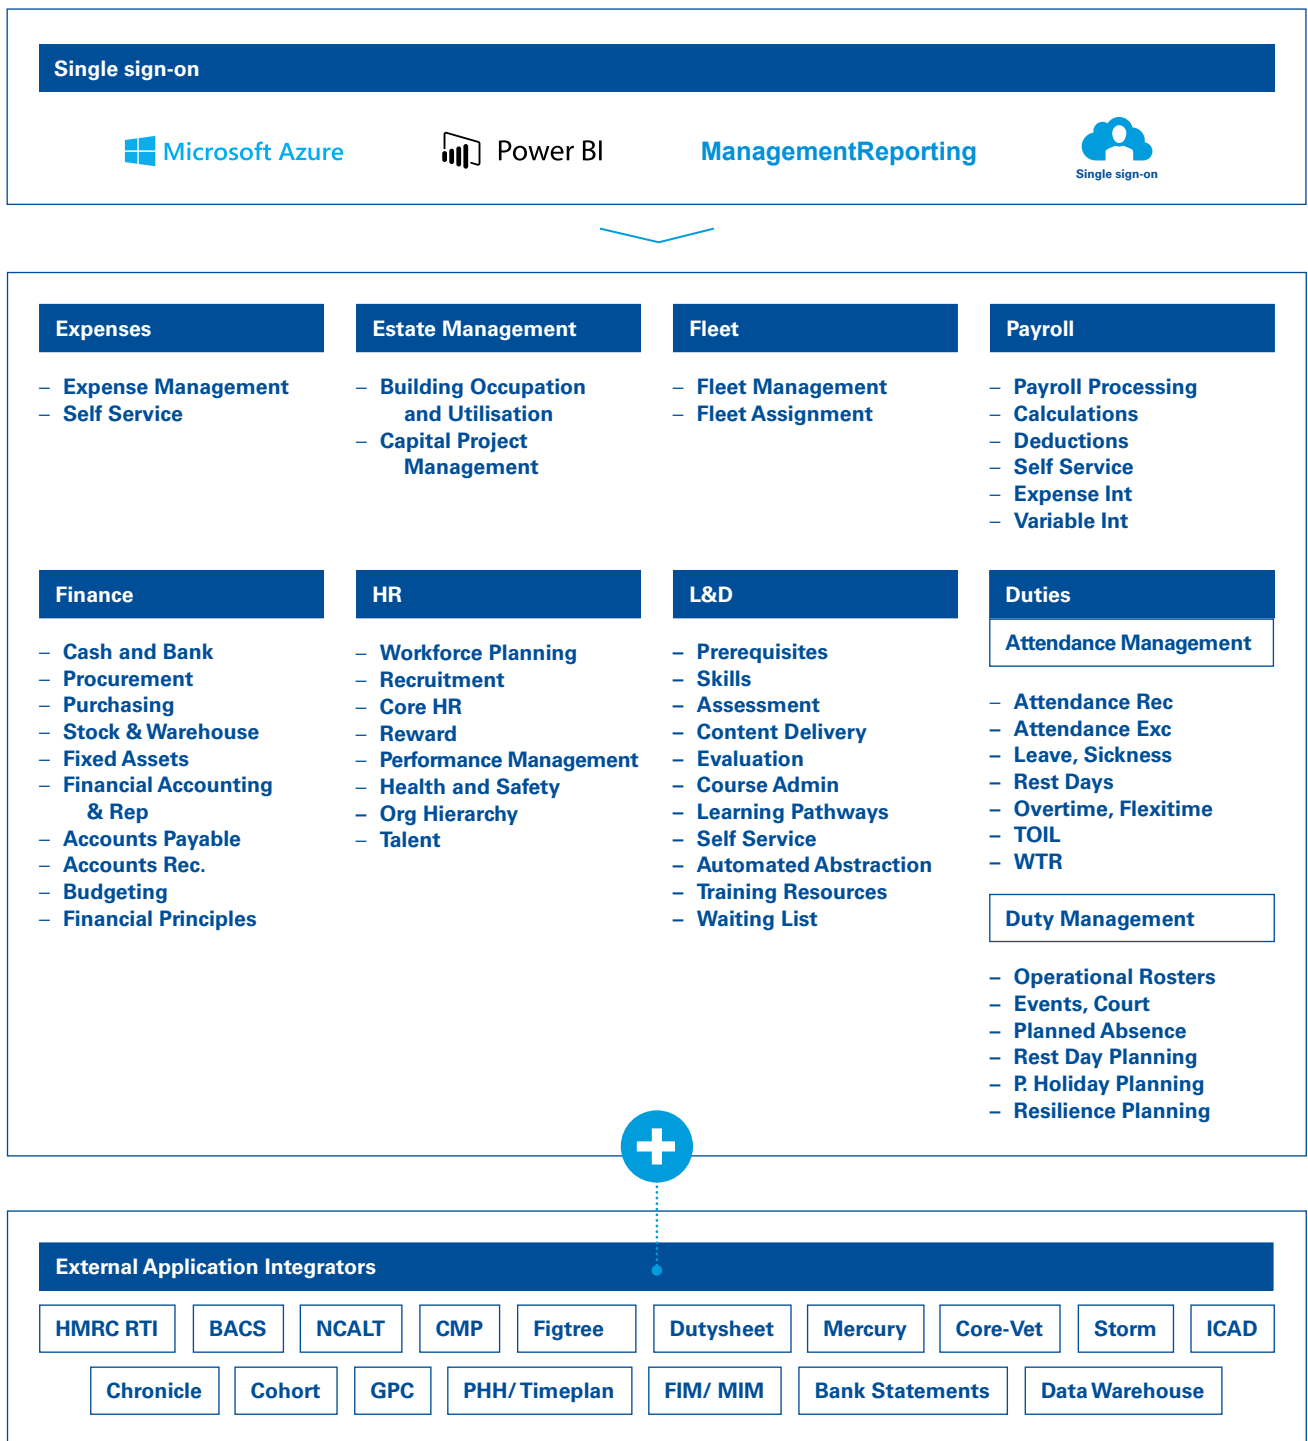 Single sign-on
Microsoft Azure
Power BI
ManagementReporting
Single sign-on
Expenses
– Expense Management
– Self Service
Estate Management
– Building Occupation
and Utilisation
– Capital Project
Management
Fleet
– Fleet Management
– Fleet Assignment
Payroll
– Payroll Processing
– Calculations
– Deductions
– Self Service
– Expense Int
– Variable Int
Finance
– Cash and Bank
– Procurement
– Purchasing
– Stock & Warehouse
– Fixed Assets
– Financial Accounting
& Rep
– Accounts Payable
– Accounts Rec.
– Budgeting
– Financial Principles
HR
– Workforce Planning
– Recruitment
– Core HR
– Reward
– Performance Management
– Health and Safety
– Org Hierarchy
– Talent
L&D
– Prerequisites
– Skills
– Assessment
– Content Delivery
– Evaluation
– Course Admin
– Learning Pathways
– Self Service
– Automated Abstraction
– Training Resources
– Waiting List
Duties
Attendance Management
– Attendance Rec
– Attendance Exc
– Leave, Sickness
– Rest Days
– Overtime, Flexitime
– TOIL
– WTR
Duty Management
– Operational Rosters
– Events, Court
– Planned Absence
– Rest Day Planning
– P. Holiday Planning
– Resilience Planning
External Application Integrators
HMRC RTI
BACS
NCALT
CMP
Figtree
Dutysheet
Mercury
Core-Vet
Storm
ICAD
Chronicle
Cohort
GPC
PHH/ Timeplan
FIM/ MIM
Bank Statements
Data Warehouse